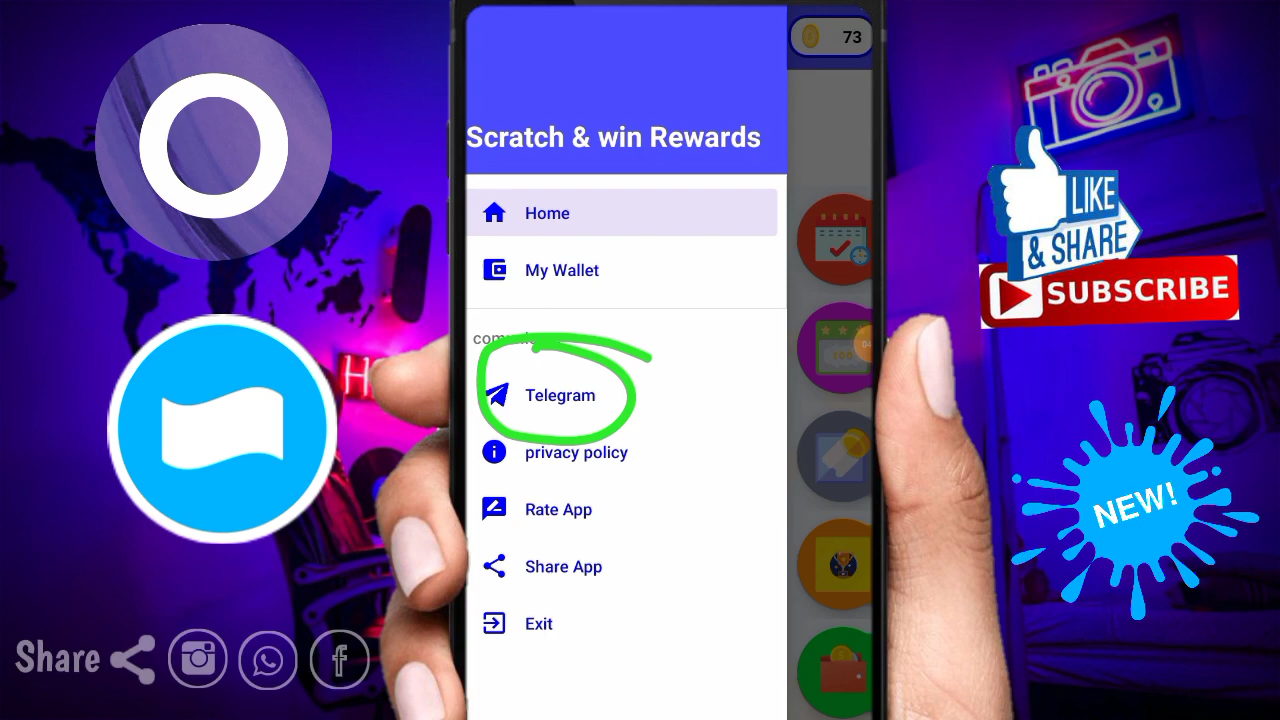 73
Scratch & win Rewards
Home
My Wallet
Telegram
privacy policy
Rate App
Share App
Exit
LIKE
& SHARE
SUBSCRIBE
NEW!
Share
H
100